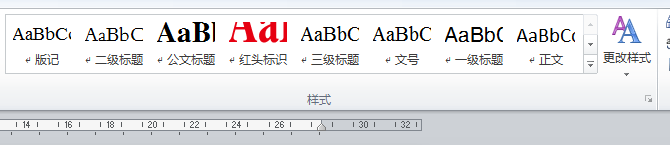 AaBbCc AaBbC AaBl AaI AaBbC AaBbC AaBbC AaBbCc
↲ 版记 ↲ 二级标题 ↲ 公文标题 ↲ 红头标识 ↲ 三级标题 ↲ 文号 ↲ 一级标题 ↲ 正文
更改样式
样式
14 16 18 20 22 24 26 30 32